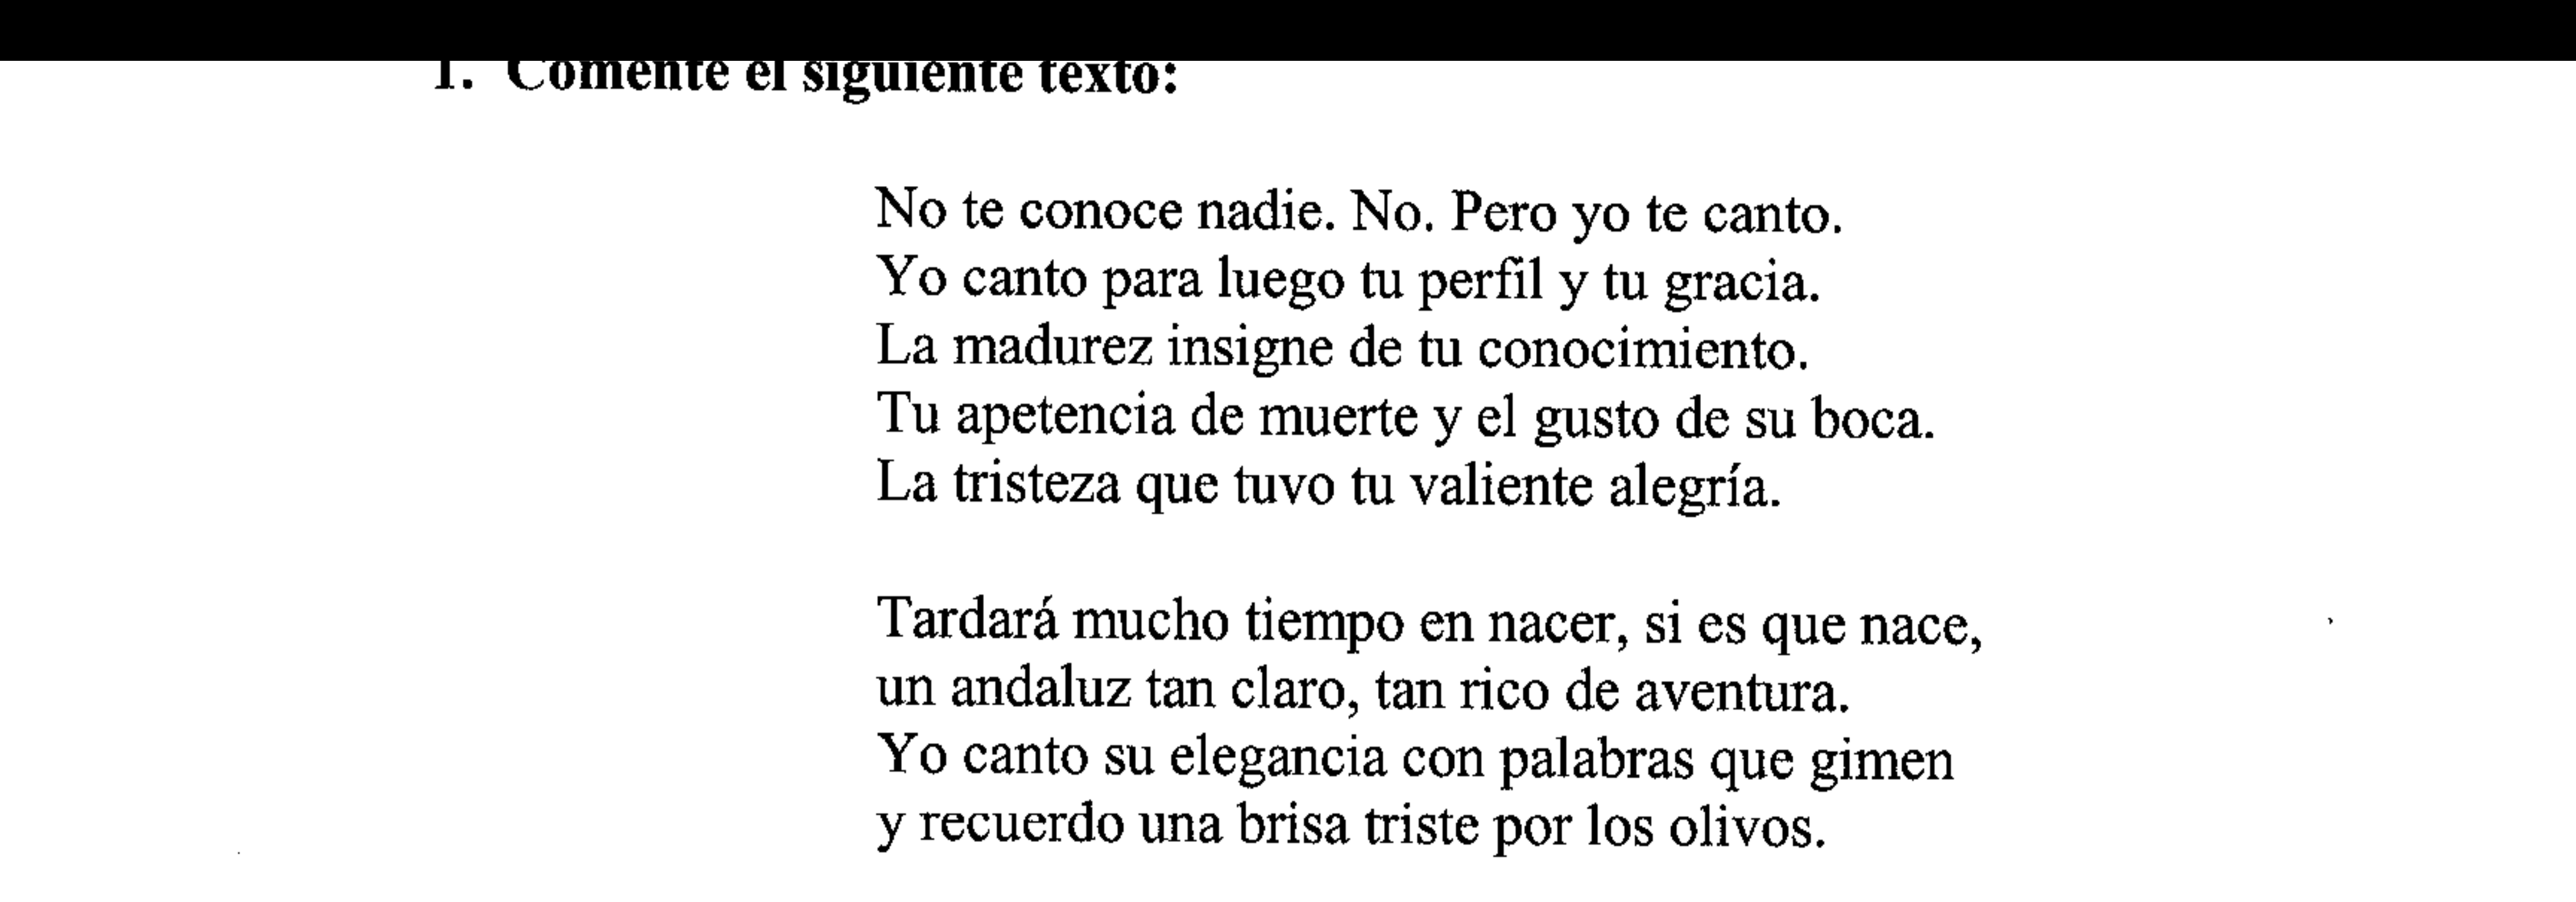 1. Comente el siguiente texto:
No te conoce nadie. No. Pero yo te canto.
Yo canto para luego tu perfil y tu gracia.
La madurez insigne de tu conocimiento.
Tu apetencia de muerte y el gusto de su boca.
La tristeza que tuvo tu valiente alegría.
Tardará mucho tiempo en nacer, si es que nace,
un andaluz tan claro, tan rico de aventura.
Yo canto su elegancia con palabras que gimen
y recuerdo una brisa triste por los olivos.